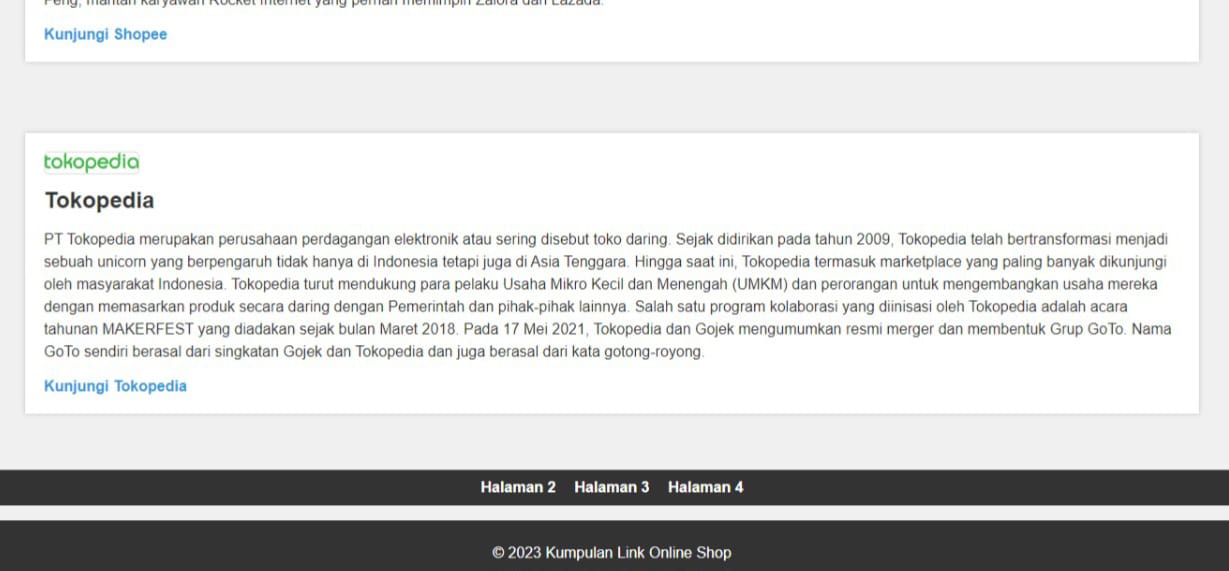 Feng, mantan karyawan Rocket Internet yang pernah memimpin Zalora dan Lazada.
Kunjungi Shopee
tokopedia
Tokopedia
PT Tokopedia merupakan perusahaan perdagangan elektronik atau sering disebut toko daring. Sejak didirikan pada tahun 2009, Tokopedia telah bertransformasi menjadi
sebuah unicorn yang berpengaruh tidak hanya di Indonesia tetapi juga di Asia Tenggara. Hingga saat ini, Tokopedia termasuk marketplace yang paling banyak dikunjungi
oleh masyarakat Indonesia. Tokopedia turut mendukung para pelaku Usaha Mikro Kecil dan Menengah (UMKM) dan perorangan untuk mengembangkan usaha mereka
dengan memasarkan produk secara daring dengan Pemerintah dan pihak-pihak lainnya. Salah satu program kolaborasi yang diinisasi oleh Tokopedia adalah acara
tahunan MAKERFEST yang diadakan sejak bulan Maret 2018. Pada 17 Mei 2021, Tokopedia dan Gojek mengumumkan resmi merger dan membentuk Grup GoTo. Nama
GoTo sendiri berasal dari singkatan Gojek dan Tokopedia dan juga berasal dari kata gotong-royong.
Kunjungi Tokopedia
Halaman 2 Halaman 3 Halaman 4
© 2023 Kumpulan Link Online Shop